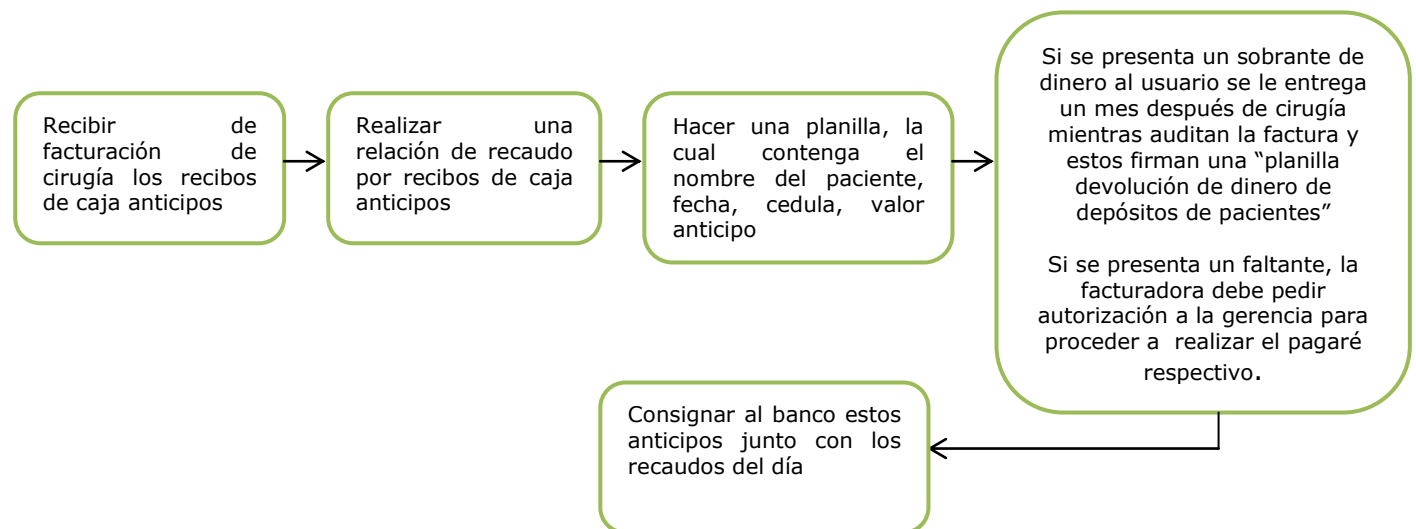 Recibir de
facturación de
cirugía los recibos
de caja anticipos
Realizar una
relación de recaudo
por recibos de caja
anticipos
Hacer una planilla, la
cual contenga el
nombre del paciente,
fecha, cedula, valor
anticipo
Si se presenta un sobrante de
dinero al usuario se le entrega
un mes después de cirugía
mientras auditan la factura y
estos firman una “planilla
devolución de dinero de
depósitos de pacientes”
Si se presenta un faltante, la
facturadora debe pedir
autorización a la gerencia para
proceder a realizar el pagaré
respectivo.
Consignar al banco estos
anticipos junto con los
recaudos del día